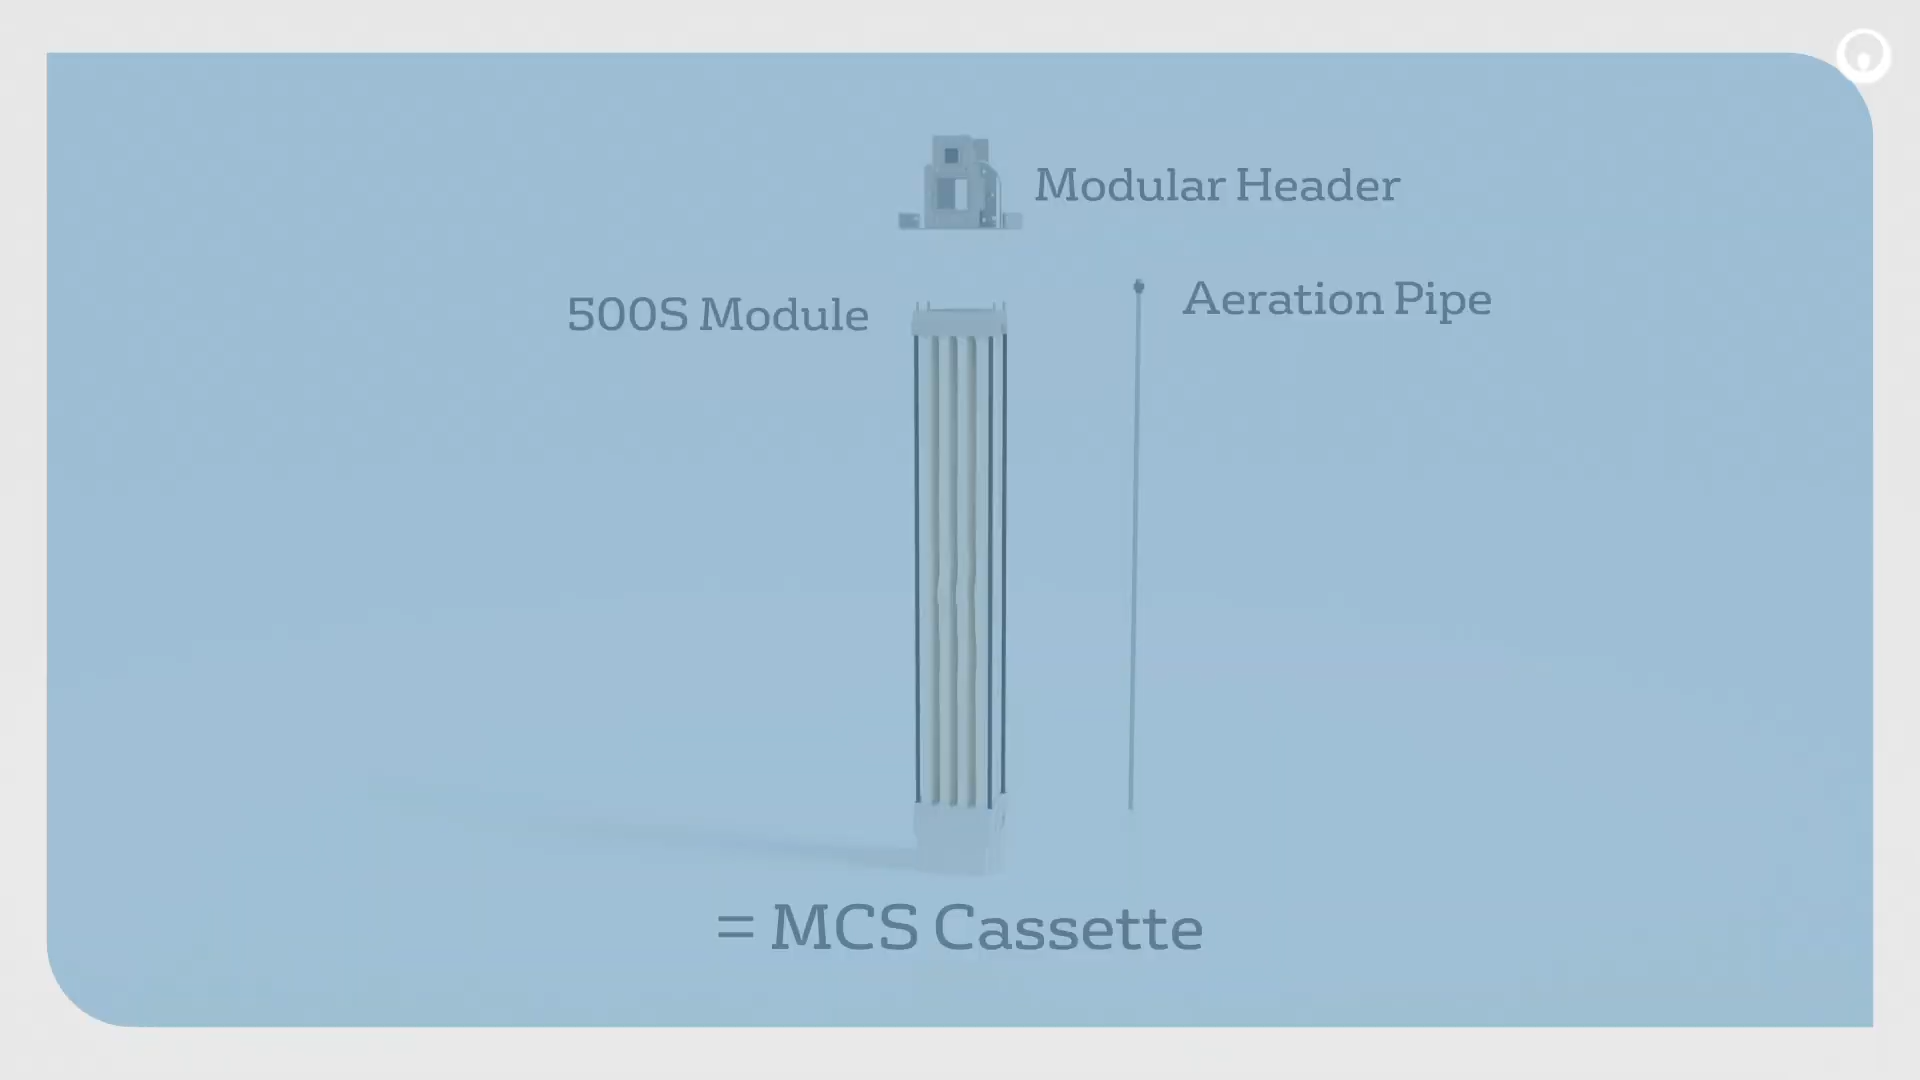 Modular Header
500S Module
Aeration Pipe
= MCS Cassette